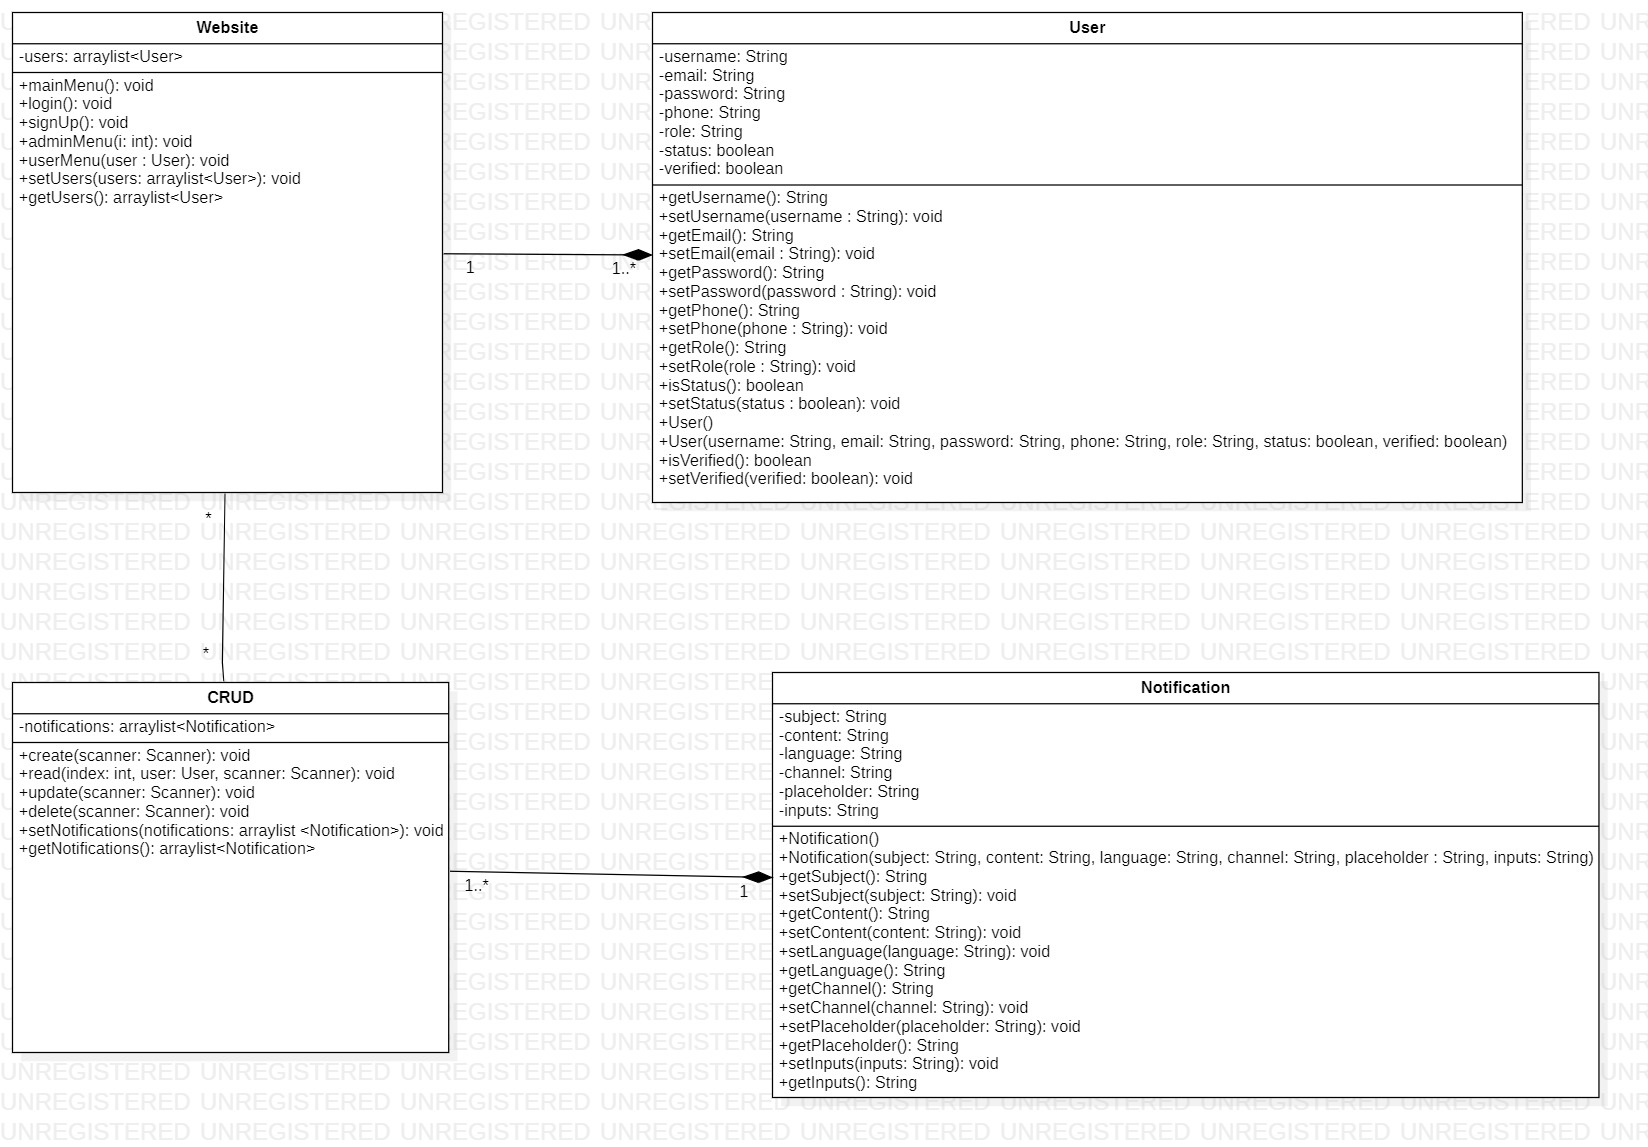 Website
-users: arraylist<User>
+mainMenu(): void
+login(): void
+signUp(): void
+adminMenu(i: int): void
+userMenu(user : User): void
+setUsers(users: arraylist<User>): void
+getUsers(): arraylist<User>
User
-username: String
-email: String
-password: String
-phone: String
-role: String
-status: boolean
-verified: boolean
+getUsername(): String
+setUsername(username : String): void
+getEmail(): String
+setEmail(email : String): void
+getPassword(): String
+setPassword(password : String): void
+getPhone(): String
+setPhone(phone : String): void
+getRole(): String
+setRole(role : String): void
+isStatus(): boolean
+setStatus(status : boolean): void
+User()
+User(username: String, email: String, password: String, phone: String, role: String, status: boolean, verified: boolean)
+isVerified(): boolean
+setVerified(verified: boolean): void
1
1..*
*
*
CRUD
-notifications: arraylist<Notification>
+create(scanner: Scanner): void
+read(index: int, user: User, scanner: Scanner): void
+update(scanner: Scanner): void
+delete(scanner: Scanner): void
+setNotifications(notifications: arraylist <Notification>): void
+getNotifications(): arraylist<Notification>
1..*
1
Notification
-subject: String
-content: String
-language: String
-channel: String
-placeholder: String
-inputs: String
+Notification()
+Notification(subject: String, content: String, language: String, channel: String, placeholder : String, inputs: String)
+getSubject(): String
+setSubject(subject: String): void
+getContent(): String
+setContent(content: String): void
+setLanguage(language: String): void
+getLanguage(): String
+getChannel(): String
+setChannel(channel: String): void
+setPlaceholder(placeholder: String): void
+getPlaceholder(): String
+setInputs(inputs: String): void
+getInputs(): String
UNREGISTERED UNREGISTERED UNREGISTERED UNREGISTERED UNREGISTERED UNREGISTERED UNREGISTERED UNREGISTERED